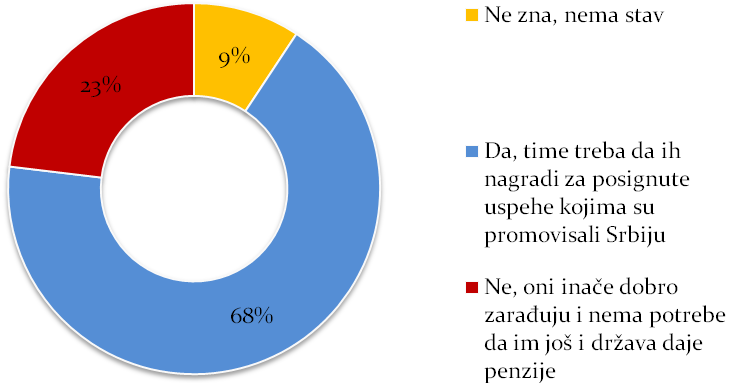 9%
23%
68%
Ne zna, nema stav
Da, time treba da ih
nagradi za posignute
uspehe kojima su
promovisali Srbiju
Ne, oni inače dobro
zarađuju i nema potrebe
da im još i država daje
penzije